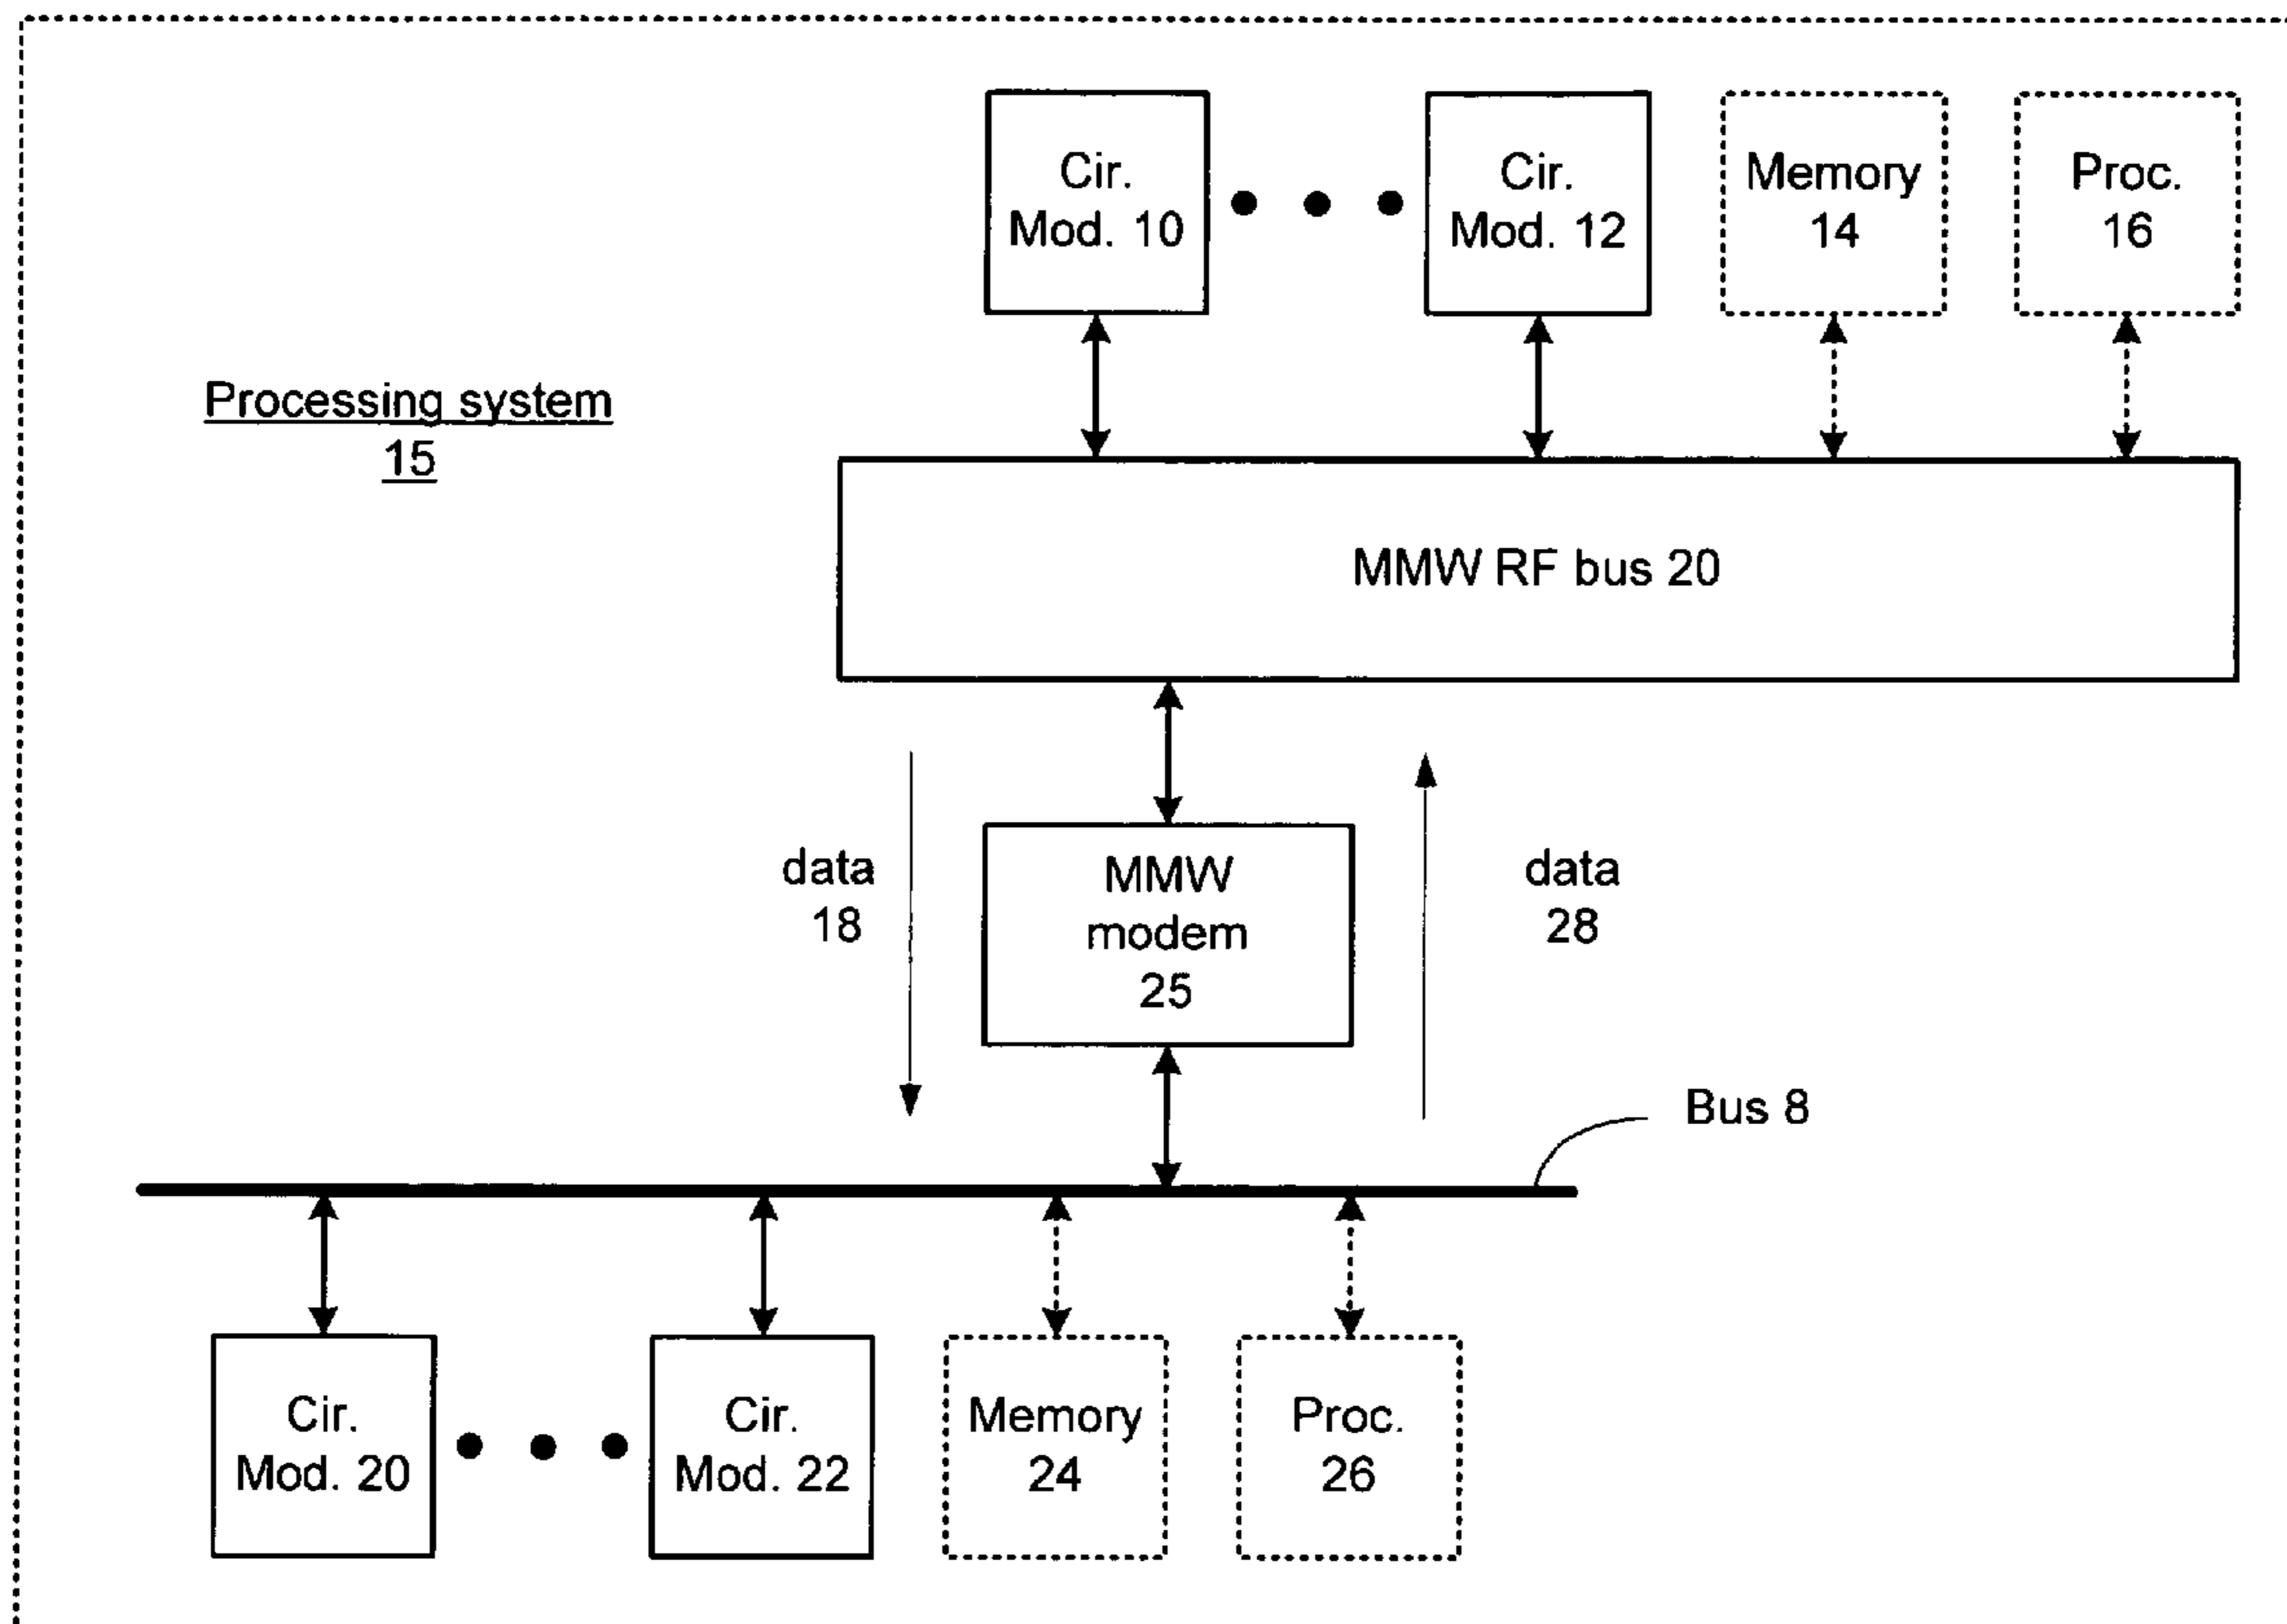 Cir.
Mod. 10
Cir.
Mod. 12
Memory
14
Proc.
16
Processing system
15
MMW RF bus 20
data
18
MMW
modem
25
data
28
Bus 8
Cir.
Mod. 20
Cir.
Mod. 22
Memory
24
Proc.
26